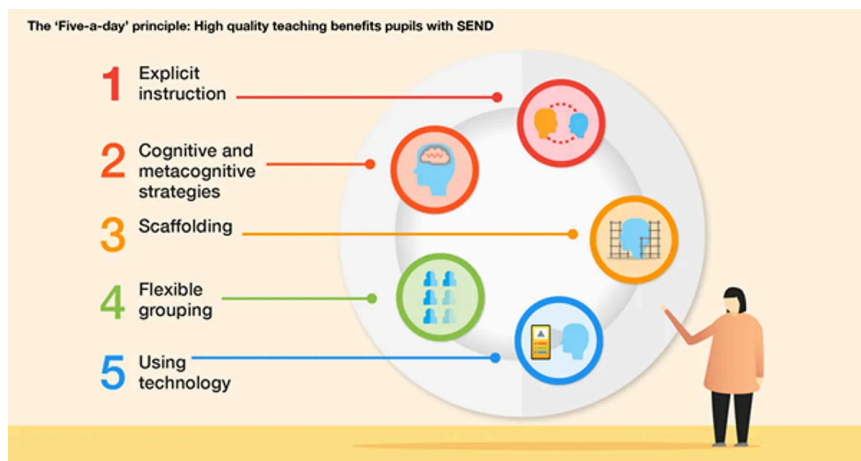 The ‘Five-a-day’ principle: High quality teaching benefits pupils with SEND
1 Explicit
instruction
2 Cognitive and
metacognitive
strategies
3 Scaffolding
4 Flexible
grouping
5 Using
technology